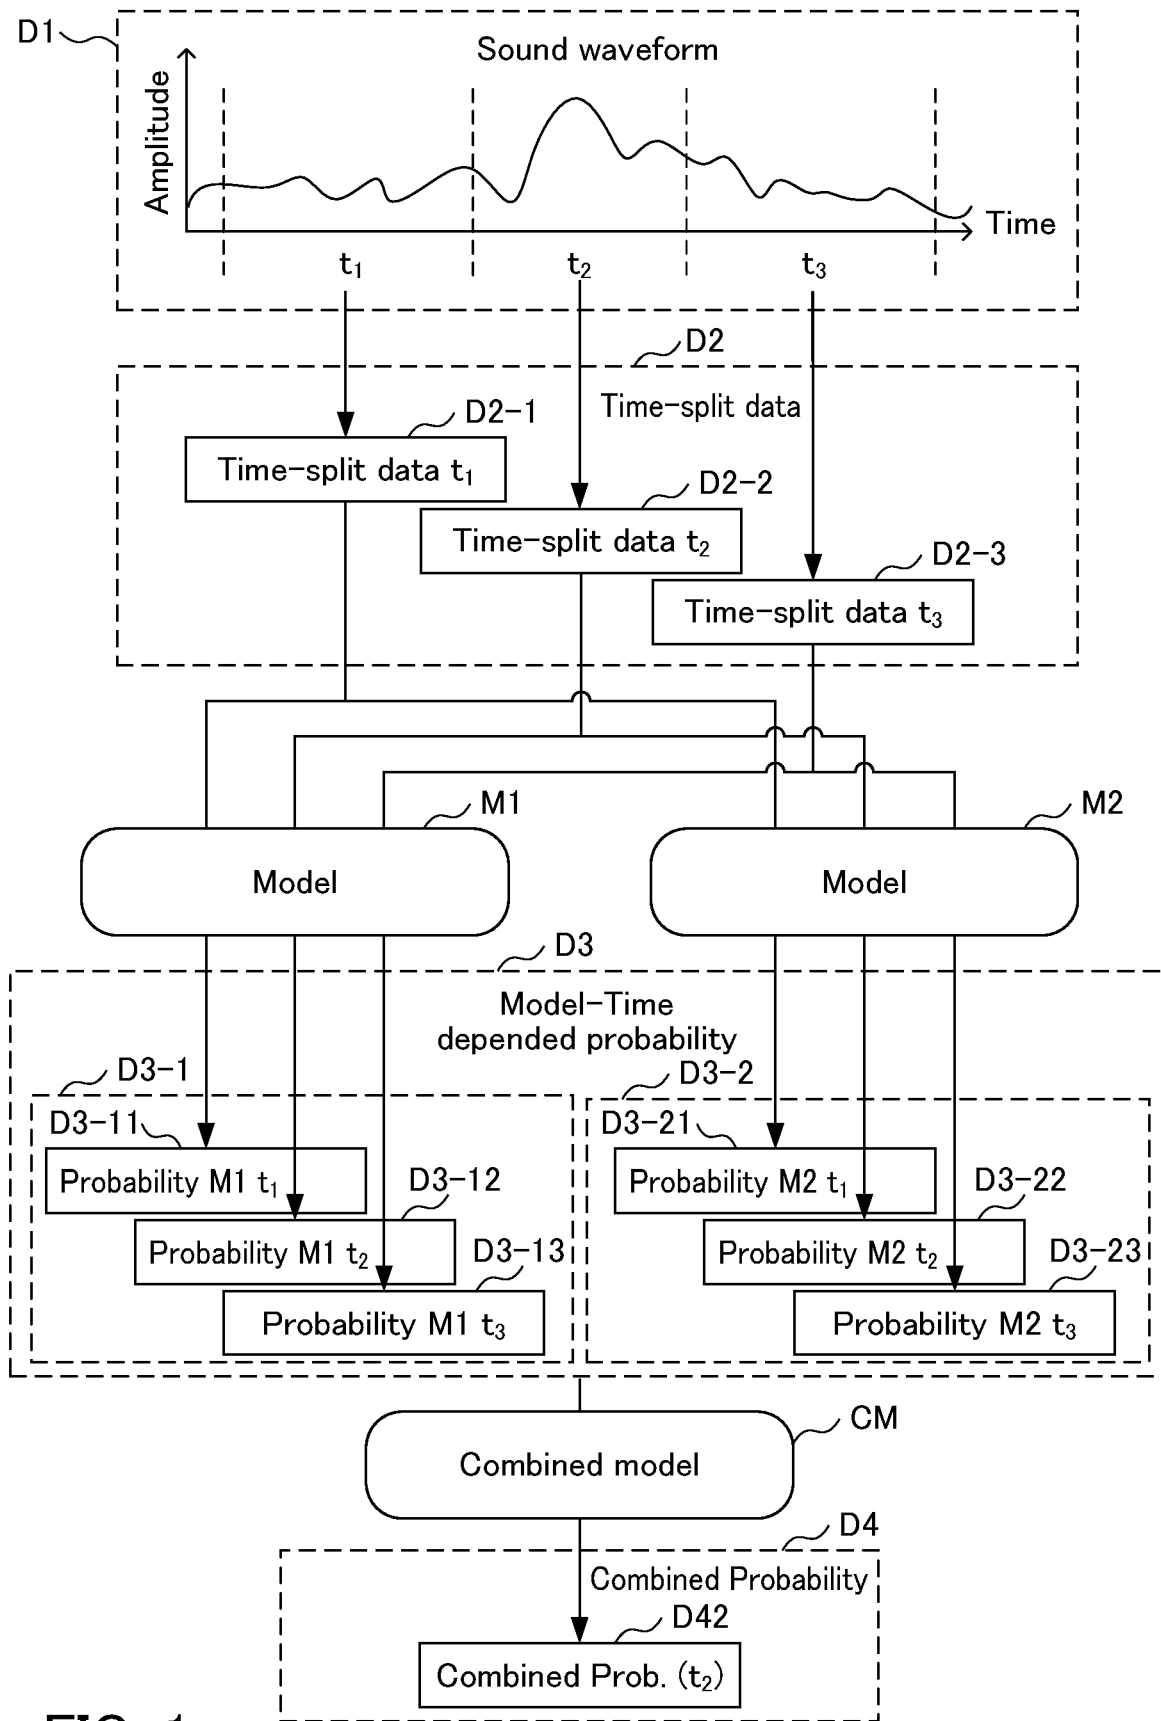 D1
Sound waveform
Amplitude
Time
t₁ t₂ t₃
D2
Time-split data
D2-1
Time-split data t₁
D2-2
Time-split data t₂
D2-3
Time-split data t₃
M1
M2
Model
Model
D3
Model-Time
depended probability
D3-1
D3-2
D3-11
D3-21
Probability M1 t₁
Probability M2 t₁
D3-12
D3-22
Probability M1 t₂
Probability M2 t₂
D3-13
D3-23
Probability M1 t₃
Probability M2 t₃
CM
Combined model
D4
Combined Probability
D42
Combined Prob. (t₂)